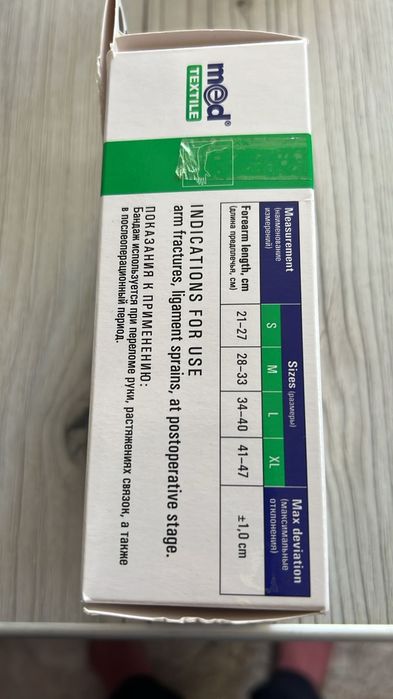 med®
TEXTILE
Measurement
(наименование
измерений)
Sizes (размеры)
Max deviation
(максимальные
отклонения)
S M L XL
Forearm length, cm
(длина предплечья, см)
21–27 28–33 34–40 41–47 ±1,0 cm
INDICATIONS FOR USE
arm fractures, ligament sprains, at postoperative stage.
ПОКАЗАНИЯ К ПРИМЕНЕНИЮ:
Бандаж используется при переломе руки, растяжениях связок, а также
в послеоперационный период.